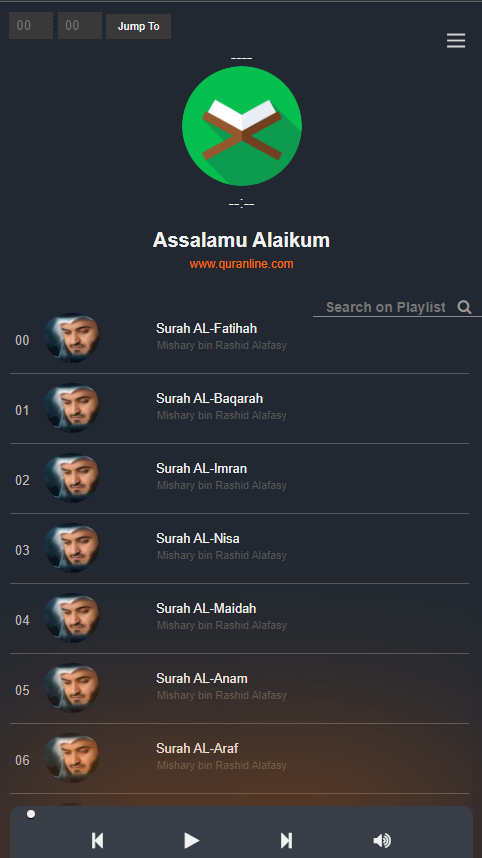 00 : 00 Jump To
----
--:--
Assalamu Alaikum
www.quranline.com
Search on Playlist
00 Surah AL-Fatihah
Mishary bin Rashid Alafasy
01 Surah AL-Baqarah
Mishary bin Rashid Alafasy
02 Surah AL-Imran
Mishary bin Rashid Alafasy
03 Surah AL-Nisa
Mishary bin Rashid Alafasy
04 Surah AL-Maidah
Mishary bin Rashid Alafasy
05 Surah AL-Anam
Mishary bin Rashid Alafasy
06 Surah AL-Araf
Mishary bin Rashid Alafasy